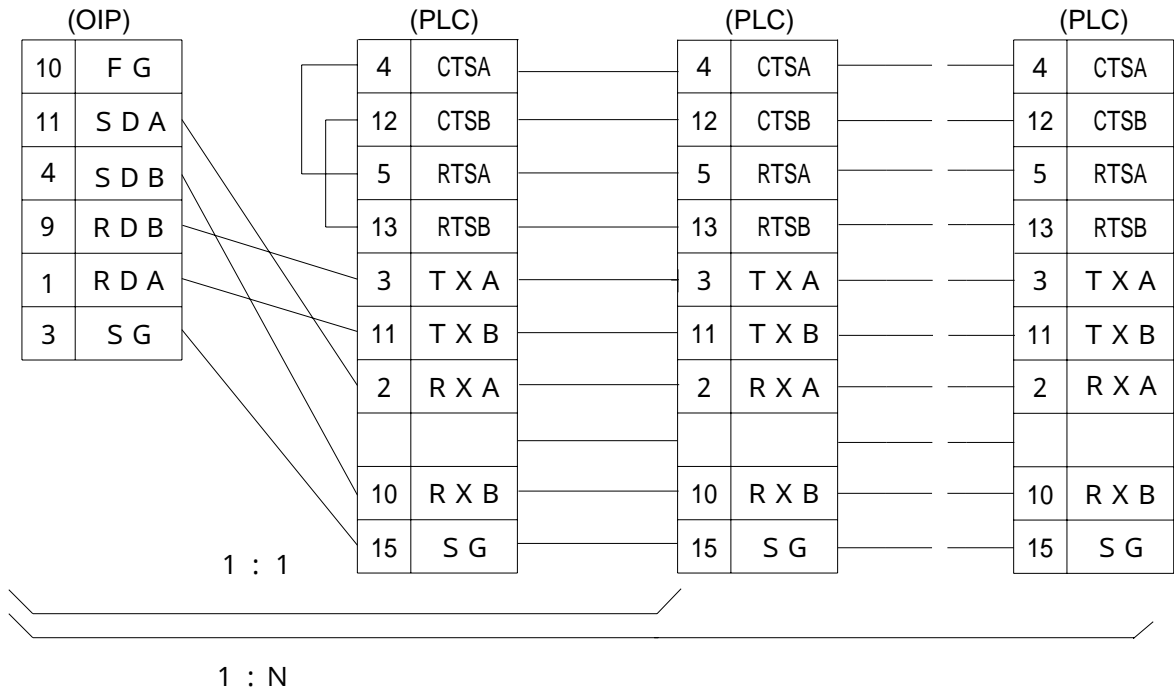 (OIP) (PLC) (PLC) (PLC)
10 F G 4 CTSA 4 CTSA 4 CTSA
11 S D A 12 CTSB 12 CTSB 12 CTSB
4 S D B 5 RTSA 5 RTSA 5 RTSA
9 R D B 13 RTSB 13 RTSB 13 RTSB
1 R D A 3 T X A 3 T X A 3 T X A
3 S G 11 T X B 11 T X B 11 T X B
2 R X A 2 R X A 2 R X A
10 R X B 10 R X B 10 R X B
15 S G 15 S G 15 S G
1 : 1
1 : N